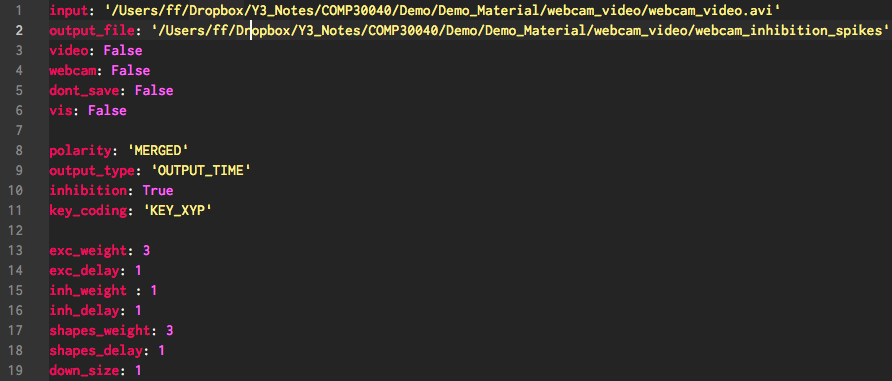 1 input: '/Users/ff/Dropbox/Y3_Notes/COMP30040/Demo/Demo_Material/webcam_video/webcam_video.avi'
2 output_file: '/Users/ff/Dropbox/Y3_Notes/COMP30040/Demo/Demo_Material/webcam_video/webcam_inhibition_spikes'
3 video: False
4 webcam: False
5 dont_save: False
6 vis: False
7
8 polarity: 'MERGED'
9 output_type: 'OUTPUT_TIME'
10 inhibition: True
11 key_coding: 'KEY_XYP'
12
13 exc_weight: 3
14 exc_delay: 1
15 inh_weight : 1
16 inh_delay: 1
17 shapes_weight: 3
18 shapes_delay: 1
19 down_size: 1